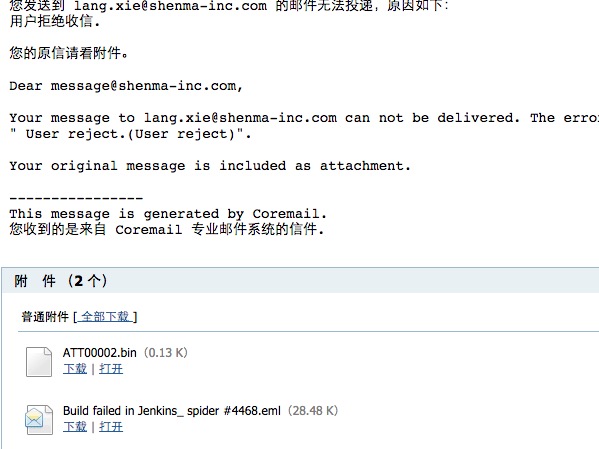 您发送到 lang.xie@shenma-inc.com 的邮件无法投递，原因如下：
用户拒绝收信.
您的原信请看附件。
Dear message@shenma-inc.com,
Your message to lang.xie@shenma-inc.com can not be delivered. The erro
" User reject.(User reject)".
Your original message is included as attachment.
----------------
This message is generated by Coremail.
您收到的是来自 Coremail 专业邮件系统的信件.
附 件 （2 个）
普通附件 [ 全部下载 ]
ATT00002.bin（0.13 K）
下载 | 打开
Build failed in Jenkins_ spider #4468.eml（28.48 K）
下载 | 打开